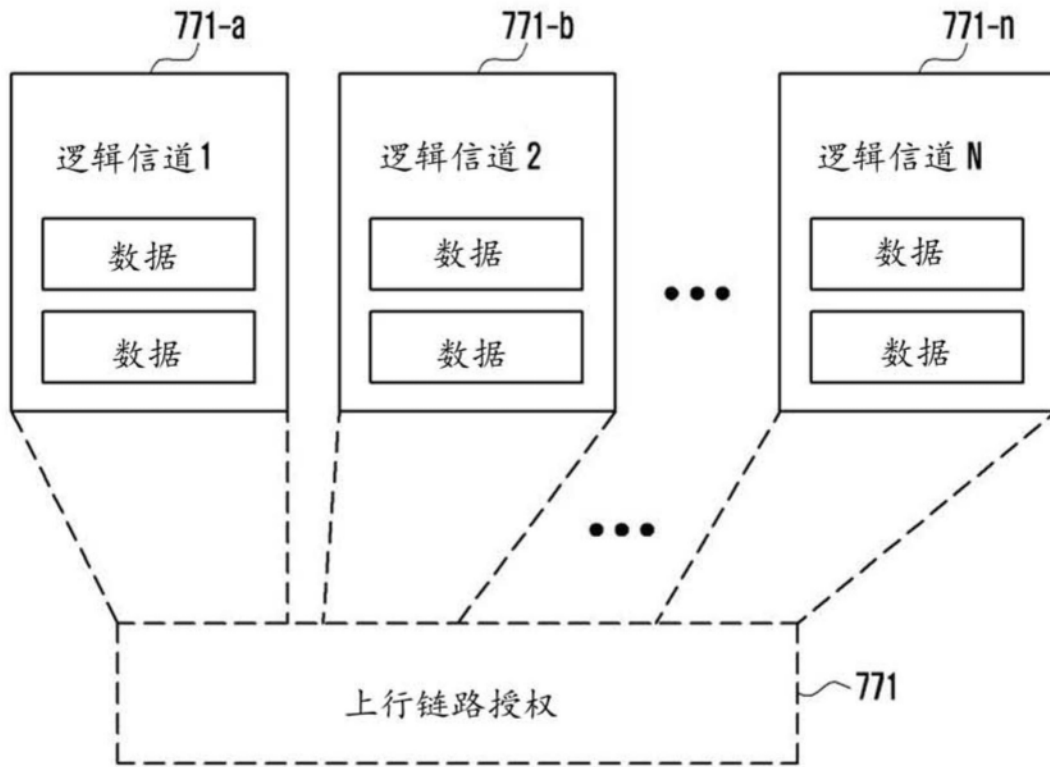 771-a
771-b
771-n
逻辑信道1
逻辑信道2
逻辑信道N
数据
数据
数据
数据
数据
数据
上行链路授权
771